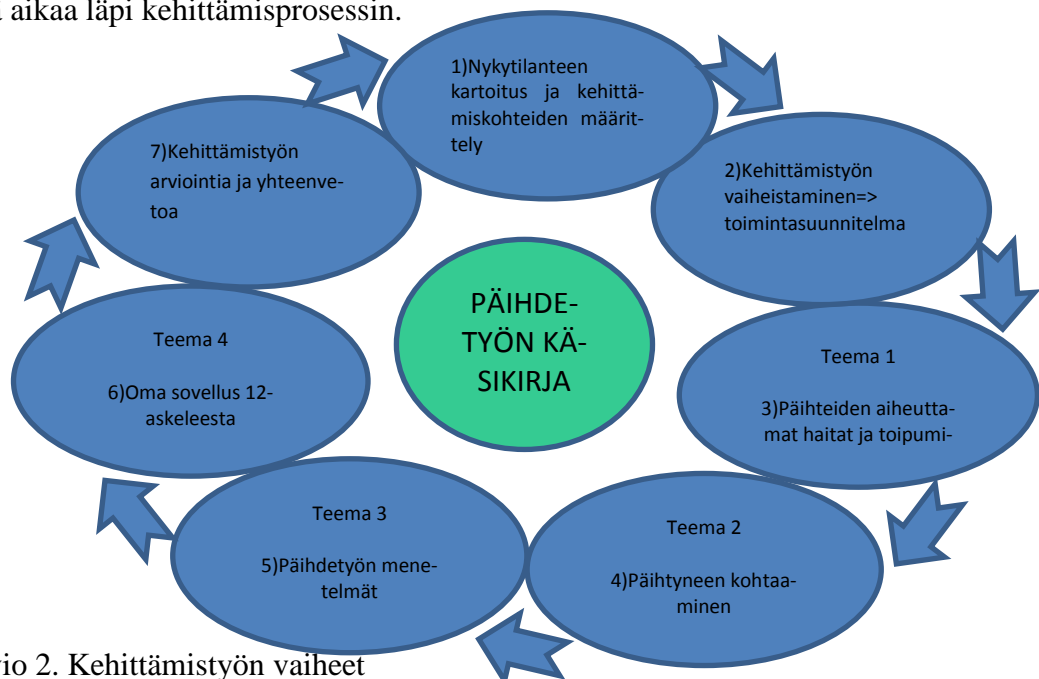 aikaa läpi kehittämisprosessin.
1)Nykytilanteen
kartoitus ja kehittä-
miskohteiden määrit-
tely
2)Kehittämistyön
vaiheistaminen=>
toimintasuunnitelma
Teema 1
3)Päihteiden aiheutta-
mat haitat ja toipumi-
Teema 2
4)Päihtyneen kohtaa-
minen
Teema 3
5)Päihdetyön mene-
telmät
Teema 4
6)Oma sovellus 12-
askeleesta
7)Kehittämistyön
arviointia ja yhteenve-
toa
PÄIHDE-
TYÖN KÄ-
SIKIRJA
vio 2. Kehittämistyön vaiheet